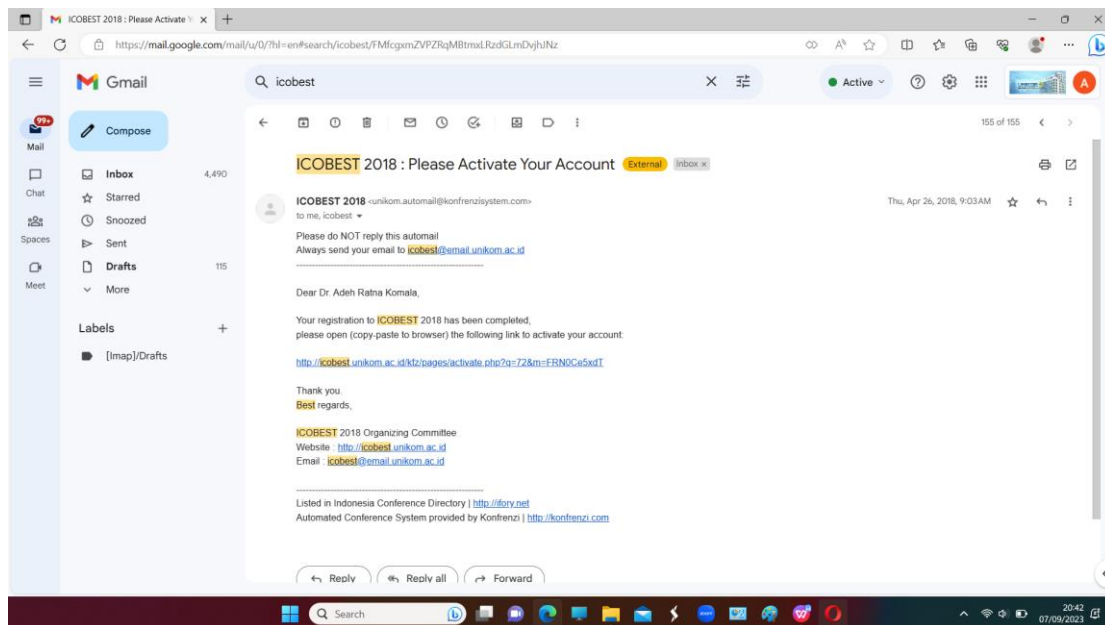 ICOBEST 2018 : Please Activate Y
https://mail.google.com/mail/u/0/?hl=en#search/icobest/FMfcgxmZVPZRqMBtmxLRzdGLmDvjhJNz
Gmail
icobest
Active
A
99+
Mail
Chat
Spaces
Meet
Compose
Inbox 4,490
Starred
Snoozed
Sent
Drafts 115
More
Labels
[Imap]/Drafts
155 of 155
ICOBEST 2018 : Please Activate Your Account External Inbox x
ICOBEST 2018 <unikom.automail@konfrenzisystem.com> Thu, Apr 26, 2018, 9:03 AM
to me, icobest
Please do NOT reply this automail
Always send your email to icobest@email.unikom.ac.id
------------------------------------------------------------
Dear Dr. Adeh Ratna Komala,
Your registration to ICOBEST 2018 has been completed,
please open (copy-paste to browser) the following link to activate your account:
http://icobest.unikom.ac.id/kfz/pages/activate.php?q=72&m=FRN0Ce5xdT
Thank you.
Best regards,
ICOBEST 2018 Organizing Committee
Website : http://icobest.unikom.ac.id
Email : icobest@email.unikom.ac.id
------------------------------------------------------------
Listed in Indonesia Conference Directory | http://ifory.net
Automated Conference System provided by Konfrenzi | http://konfrenzi.com
Reply Reply all Forward
Search
20:42
07/09/2023